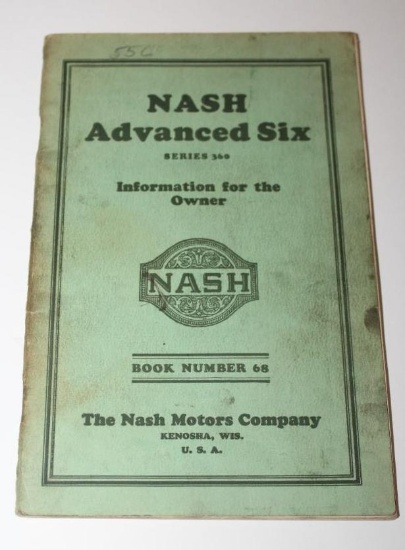 55c
NASH
Advanced Six
SERIES 360
Information for the
Owner
NASH
BOOK NUMBER 68
The Nash Motors Company
KENOSHA, WIS.
U. S. A.